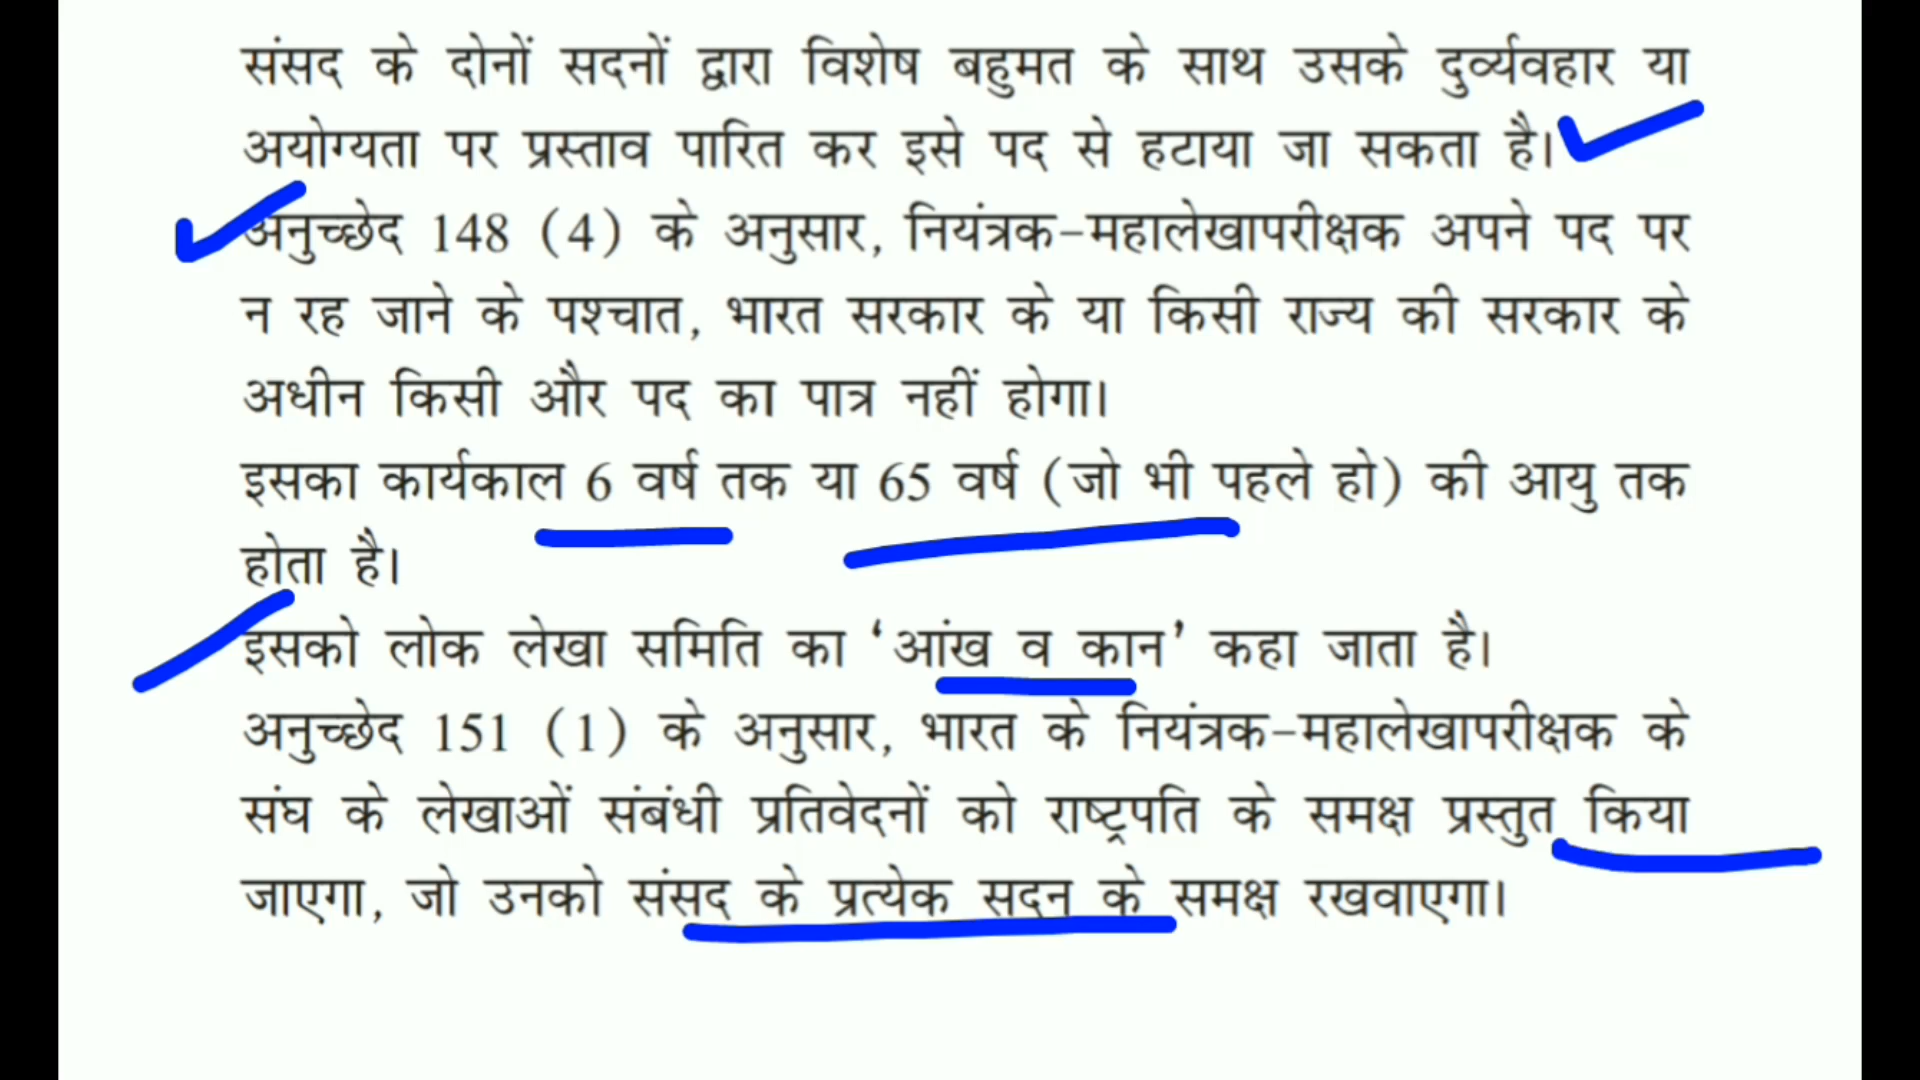 संसद के दोनों सदनों द्वारा विशेष बहुमत के साथ उसके दुर्व्यवहार या
अयोग्यता पर प्रस्ताव पारित कर इसे पद से हटाया जा सकता है।
अनुच्छेद 148 (4) के अनुसार, नियंत्रक-महालेखापरीक्षक अपने पद पर
न रह जाने के पश्चात, भारत सरकार के या किसी राज्य की सरकार के
अधीन किसी और पद का पात्र नहीं होगा।
इसका कार्यकाल 6 वर्ष तक या 65 वर्ष (जो भी पहले हो) की आयु तक
होता है।
इसको लोक लेखा समिति का ‘आंख व कान’ कहा जाता है।
अनुच्छेद 151 (1) के अनुसार, भारत के नियंत्रक-महालेखापरीक्षक के
संघ के लेखाओं संबंधी प्रतिवेदनों को राष्ट्रपति के समक्ष प्रस्तुत किया
जाएगा, जो उनको संसद के प्रत्येक सदन के समक्ष रखवाएगा।